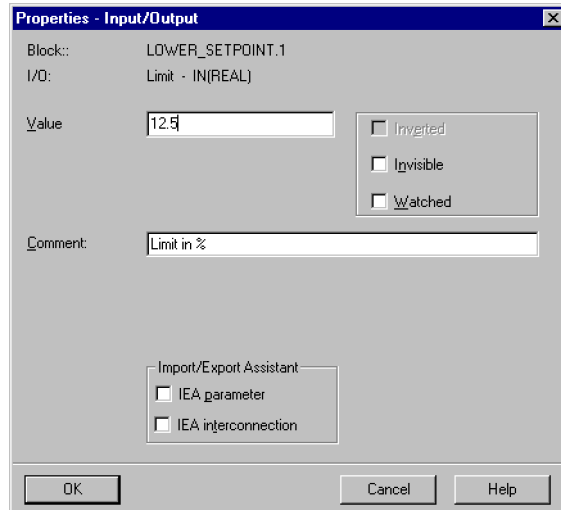 Properties - Input/Output
Block:: LOWER_SETPOINT.1
I/O: Limit - IN(REAL)
Value 12.5
Inverted
Invisible
Watched
Comment: Limit in %
Import/Export Assistant
IEA parameter
IEA interconnection
OK Cancel Help